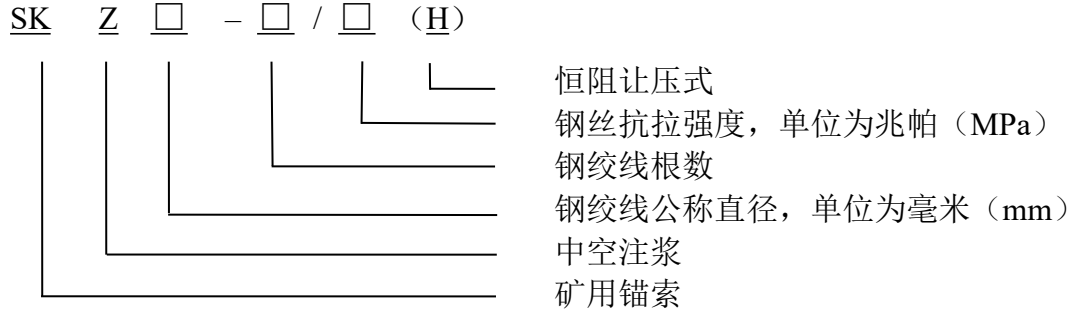 SK Z □ – □ / □ （H）
恒阻让压式
钢丝抗拉强度，单位为兆帕（MPa）
钢绞线根数
钢绞线公称直径，单位为毫米（mm）
中空注浆
矿用锚索